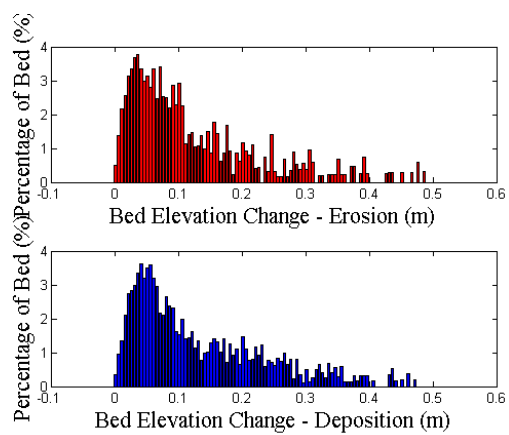 Percentage of Bed (%)
4
3
2
1
0
-0.1 0 0.1 0.2 0.3 0.4 0.5 0.6
Bed Elevation Change - Erosion (m)
Percentage of Bed (%)
4
3
2
1
0
-0.1 0 0.1 0.2 0.3 0.4 0.5 0.6
Bed Elevation Change - Deposition (m)